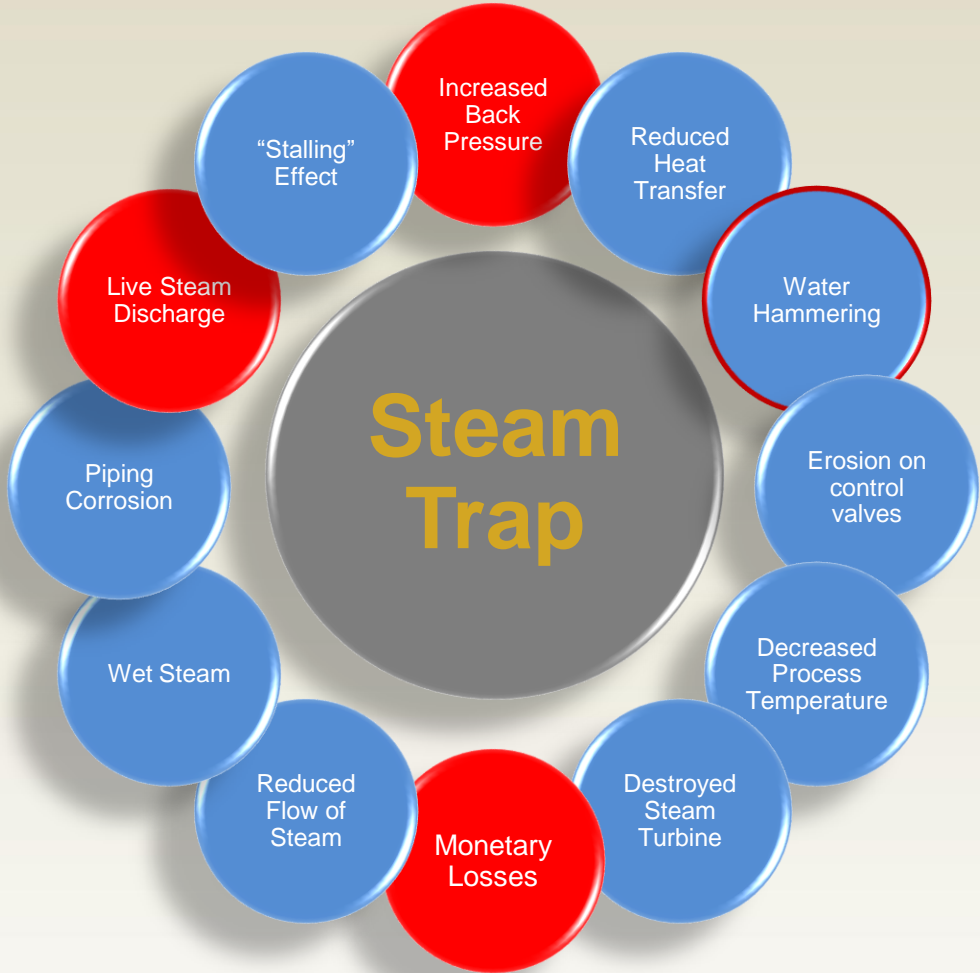 Increased
Back
Pressure
Reduced
Heat
Transfer
Water
Hammering
Erosion on
control
valves
Decreased
Process
Temperature
Destroyed
Steam
Turbine
Monetary
Losses
Reduced
Flow of
Steam
Wet Steam
Piping
Corrosion
Live Steam
Discharge
“Stalling”
Effect
Steam
Trap